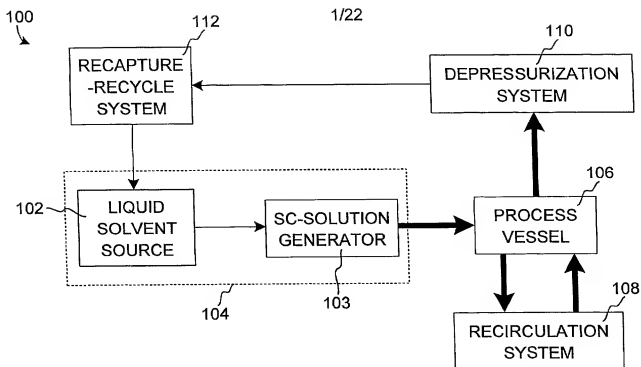 100
1/22
112
RECAPTURE
-RECYCLE
SYSTEM
110
DEPRESSURIZATION
SYSTEM
102
LIQUID
SOLVENT
SOURCE
SC-SOLUTION
GENERATOR
103
104
106
PROCESS
VESSEL
108
RECIRCULATION
SYSTEM